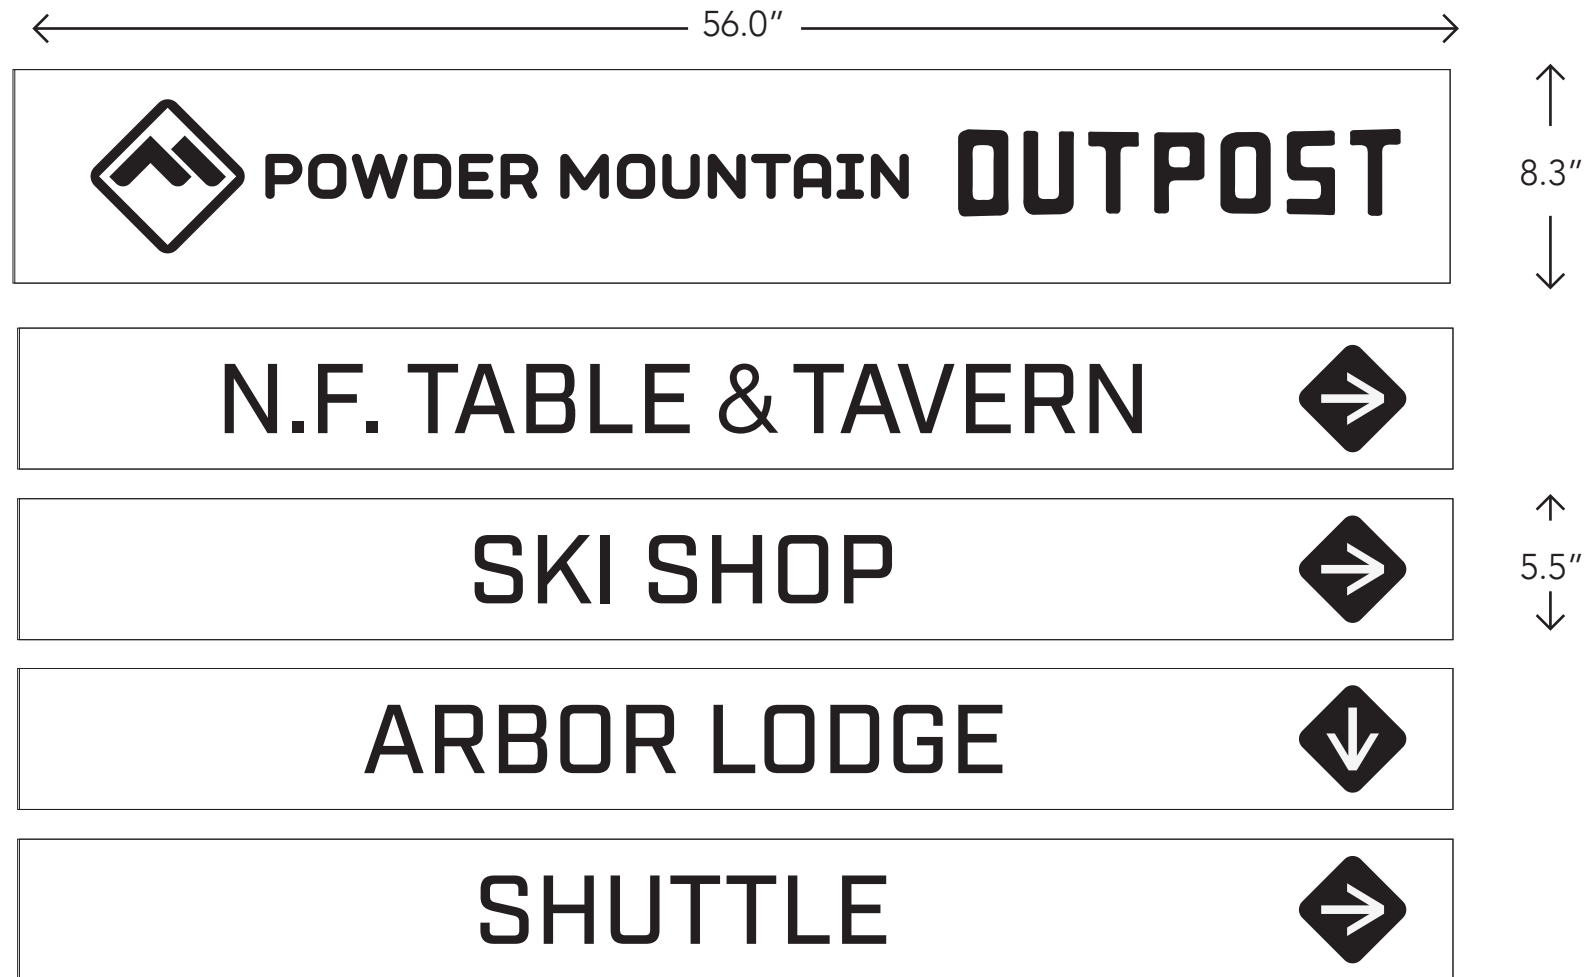 56.0"
POWDER MOUNTAIN OUTPOST
8.3"
N.F. TABLE & TAVERN
SKI SHOP
5.5"
ARBOR LODGE
SHUTTLE